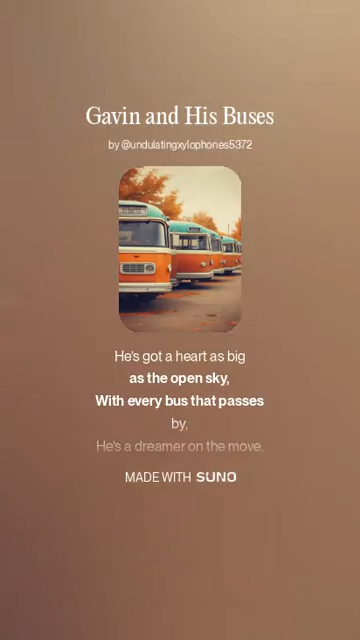 Gavin and His Buses
by @undulatingxylophones5372
He's got a heart as big
as the open sky,
With every bus that passes
by,
He's a dreamer on the move,
MADE WITH SUNO